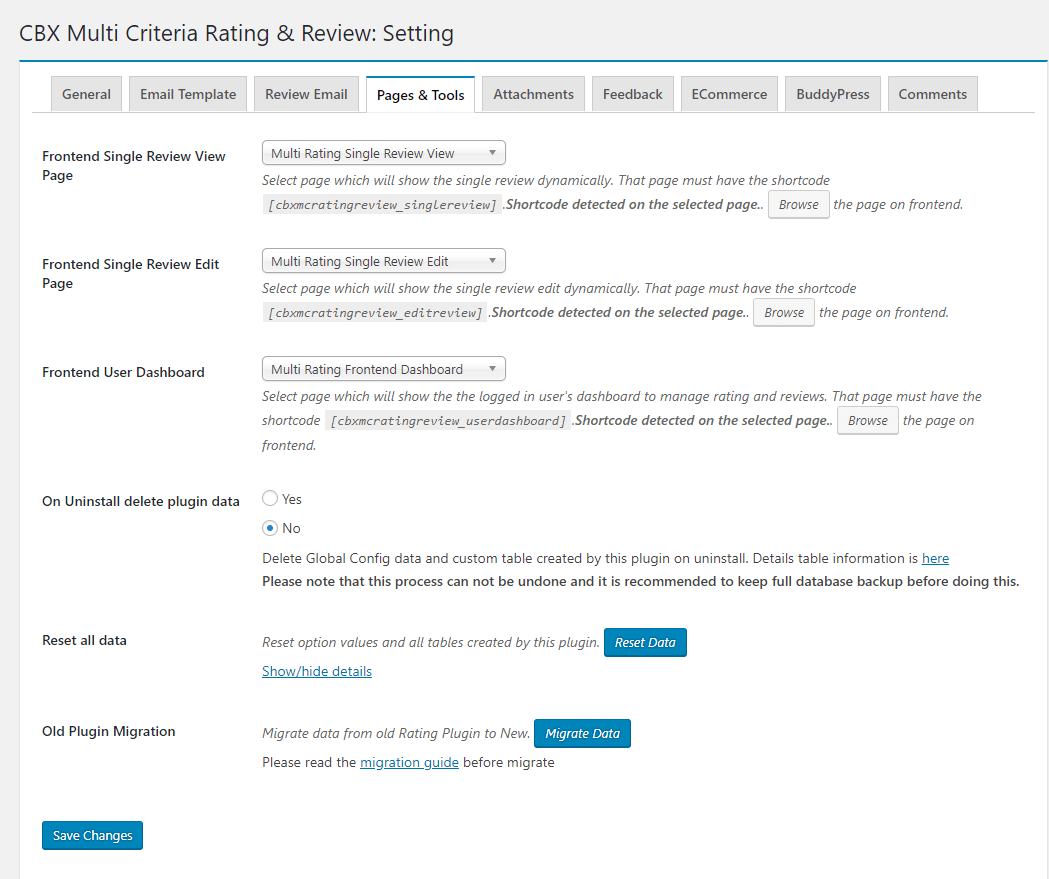 CBX Multi Criteria Rating & Review: Setting
General Email Template Review Email Pages & Tools Attachments Feedback ECommerce BuddyPress Comments
Frontend Single Review View Page
Multi Rating Single Review View
Select page which will show the single review dynamically. That page must have the shortcode
[cbxmcratingreview_singlereview] .Shortcode detected on the selected page.. Browse the page on frontend.
Frontend Single Review Edit Page
Multi Rating Single Review Edit
Select page which will show the single review edit dynamically. That page must have the shortcode
[cbxmcratingreview_editreview] .Shortcode detected on the selected page.. Browse the page on frontend.
Frontend User Dashboard
Multi Rating Frontend Dashboard
Select page which will show the the logged in user's dashboard to manage rating and reviews. That page must have the
shortcode [cbxmcratingreview_userdashboard] .Shortcode detected on the selected page.. Browse the page on
frontend.
On Uninstall delete plugin data
Yes
No
Delete Global Config data and custom table created by this plugin on uninstall. Details table information is here
Please note that this process can not be undone and it is recommended to keep full database backup before doing this.
Reset all data
Reset option values and all tables created by this plugin. Reset Data
Show/hide details
Old Plugin Migration
Migrate data from old Rating Plugin to New. Migrate Data
Please read the migration guide before migrate
Save Changes